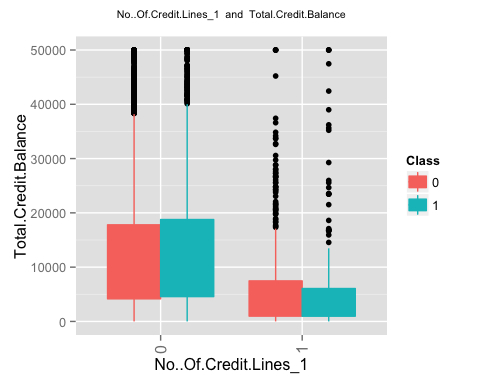 No..Of.Credit.Lines_1 and Total.Credit.Balance
50000
40000
30000
20000
10000
0
Total.Credit.Balance
0
1
No..Of.Credit.Lines_1
Class
0
1